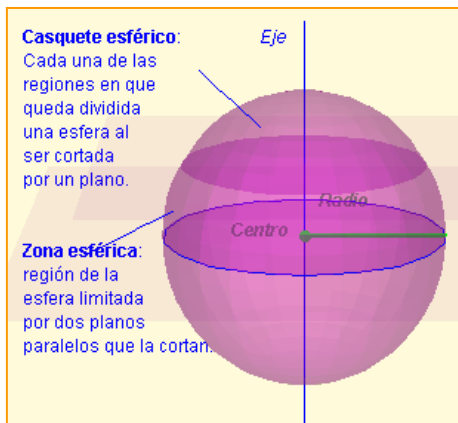 Casquete esférico:
Cada una de las
regiones en que
queda dividida
una esfera al
ser cortada
por un plano.
Eje
Radio
Centro
Zona esférica:
región de la
esfera limitada
por dos planos
paralelos que la cortan.